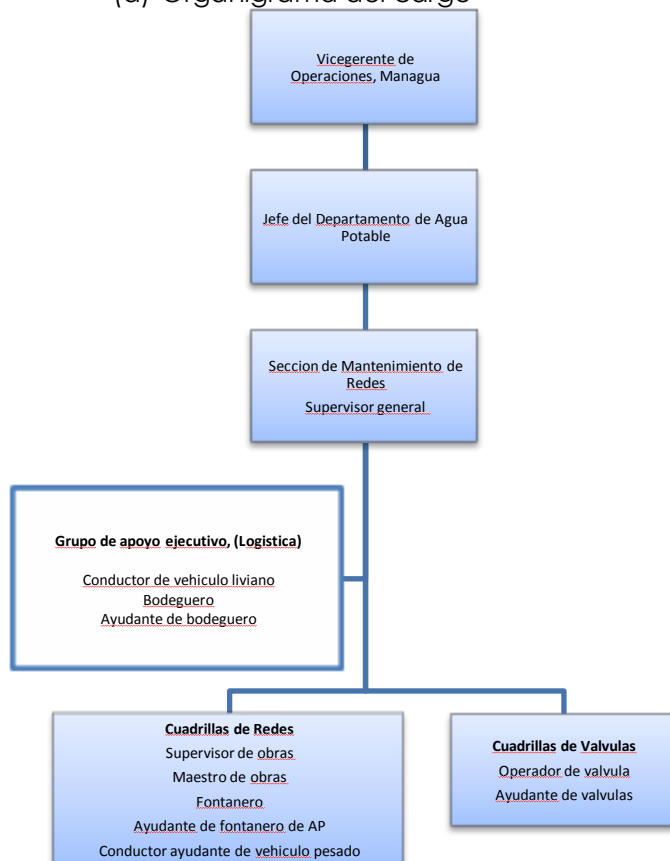 (a) Organigrama del cargo
Vicegerente de
Operaciones, Managua
Jefe del Departamento de Agua
Potable
Seccion de Mantenimiento de
Redes
Supervisor general
Grupo de apoyo ejecutivo, (Logistica)
Conductor de vehiculo liviano
Bodeguero
Ayudante de bodeguero
Cuadrillas de Redes
Supervisor de obras
Maestro de obras
Fontanero
Ayudante de fontanero de AP
Conductor ayudante de vehiculo pesado
Cuadrillas de Valvulas
Operador de valvula
Ayudante de valvulas